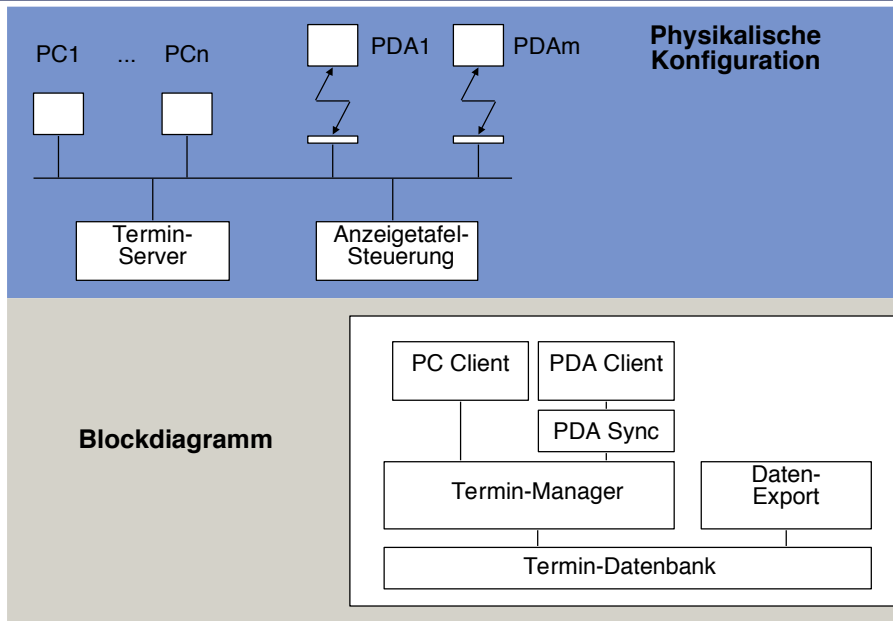 Physikalische
Konfiguration
PC1 ... PCn
PDA1
PDAm
Termin-
Server
Anzeigetafel-
Steuerung
Blockdiagramm
PC Client
PDA Client
PDA Sync
Termin-Manager
Daten-
Export
Termin-Datenbank